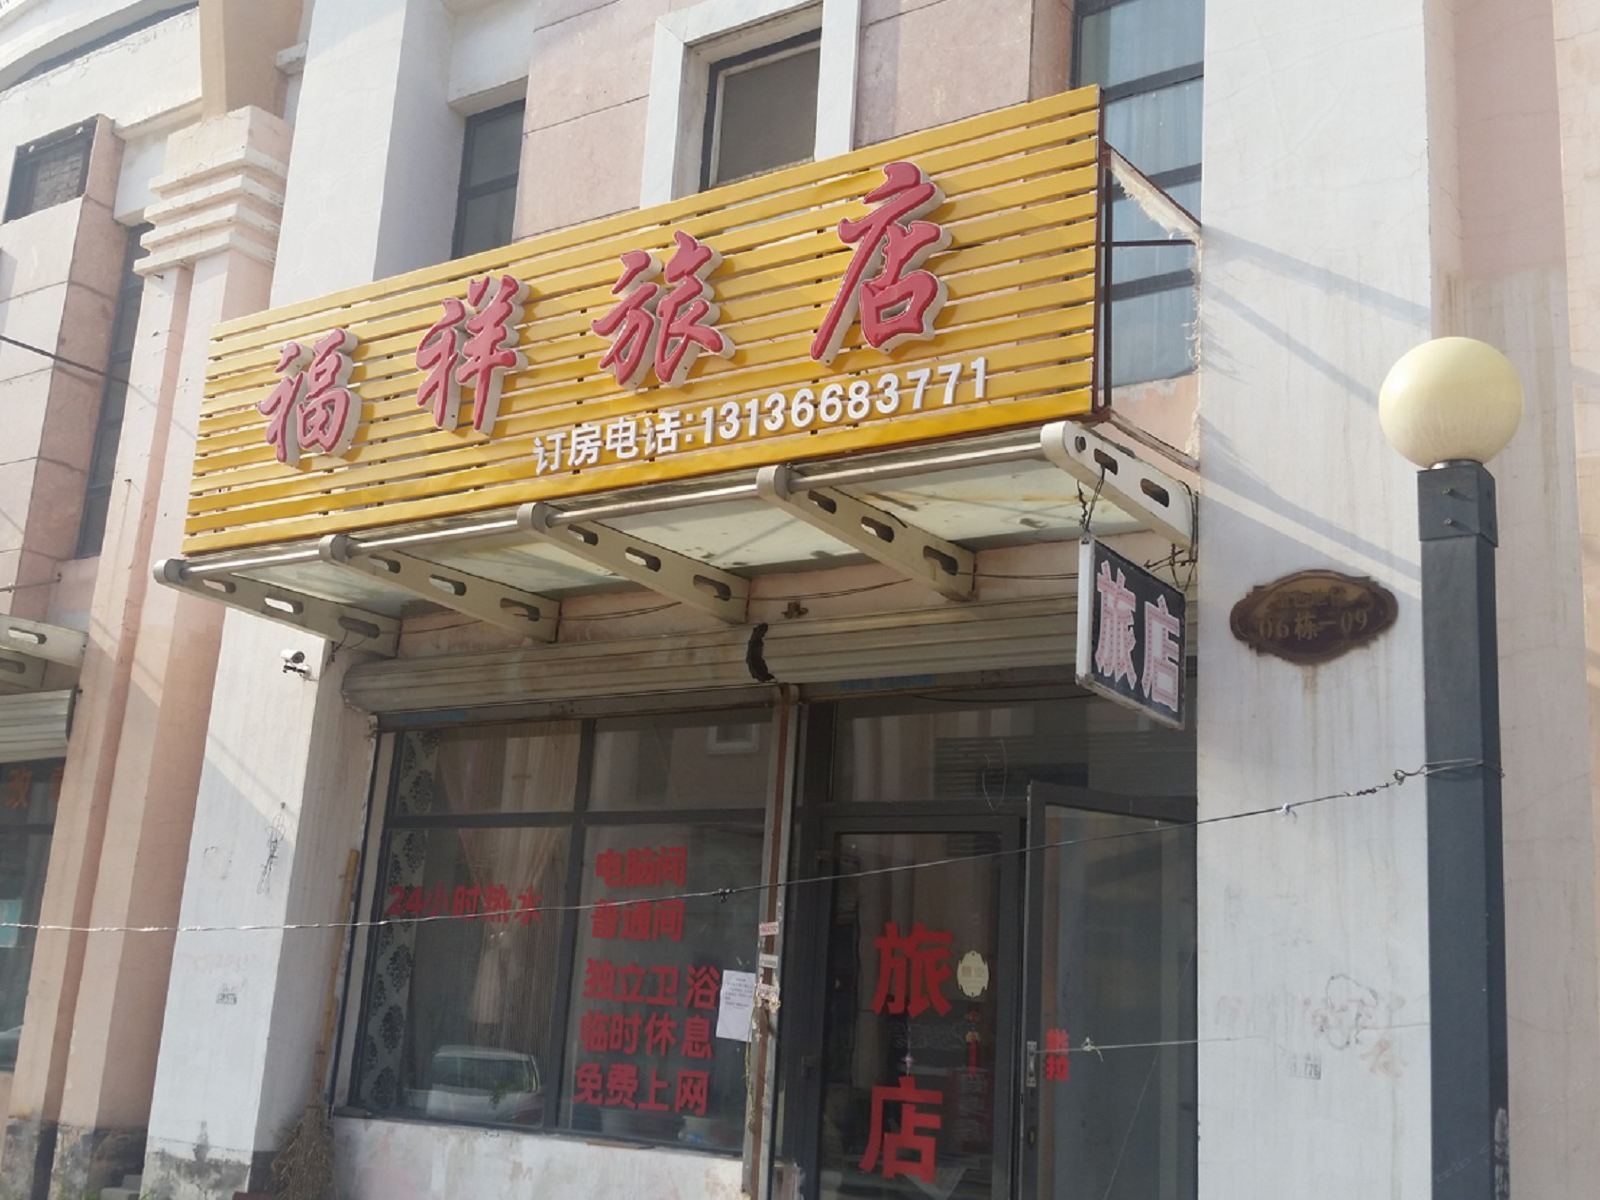 福祥旅店
订房电话:13136683771
旅店
06栋-09
24小时热水
电脑间
普通间
独立卫浴
临时休息
免费上网
旅
店